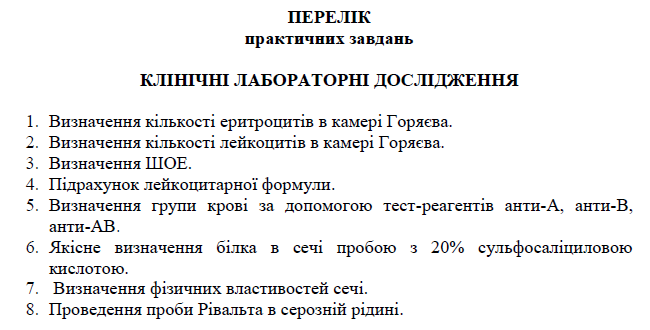 ПЕРЕЛІК
практичних завдань
КЛІНІЧНІ ЛАБОРАТОРНІ ДОСЛІДЖЕННЯ
1. Визначення кількості еритроцитів в камері Горяєва.
2. Визначення кількості лейкоцитів в камері Горяєва.
3. Визначення ШОЕ.
4. Підрахунок лейкоцитарної формули.
5. Визначення групи крові за допомогою тест-реагентів анти-А, анти-В,
анти-АВ.
6. Якісне визначення білка в сечі пробою з 20% сульфосаліциловою
кислотою.
7. Визначення фізичних властивостей сечі.
8. Проведення проби Рівальта в серозній рідині.